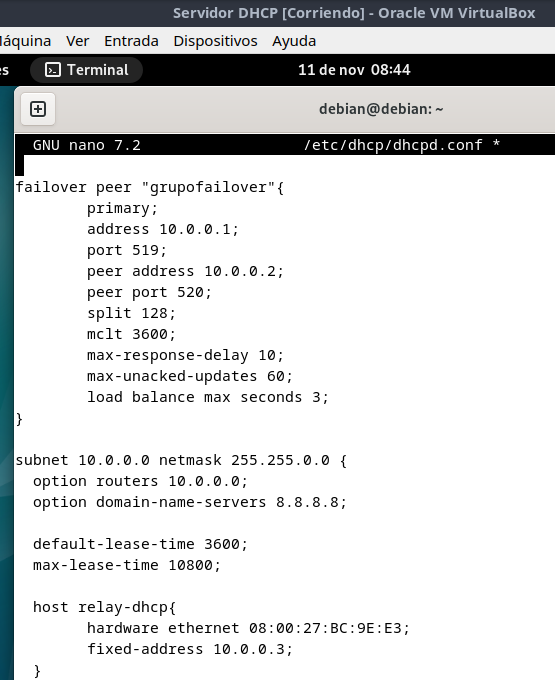 Servidor DHCP [Corriendo] - Oracle VM VirtualBox
Máquina Ver Entrada Dispositivos Ayuda
Terminal 11 de nov 08:44
debian@debian: ~
GNU nano 7.2 /etc/dhcp/dhcpd.conf *
failover peer "grupofailover"{
primary;
address 10.0.0.1;
port 519;
peer address 10.0.0.2;
peer port 520;
split 128;
mclt 3600;
max-response-delay 10;
max-unacked-updates 60;
load balance max seconds 3;
}
subnet 10.0.0.0 netmask 255.255.0.0 {
option routers 10.0.0.0;
option domain-name-servers 8.8.8.8;
default-lease-time 3600;
max-lease-time 10800;
host relay-dhcp{
hardware ethernet 08:00:27:BC:9E:E3;
fixed-address 10.0.0.3;
}